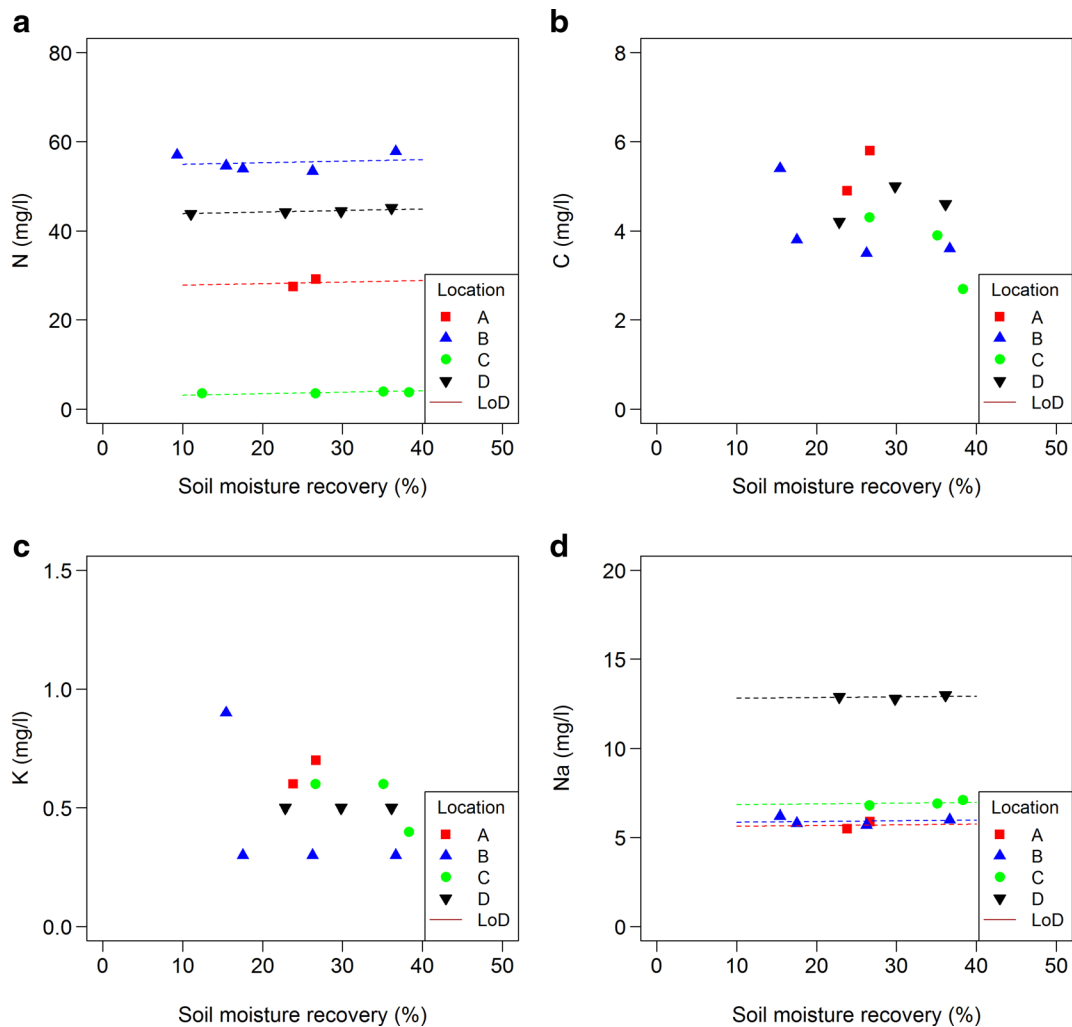 a
80
60
40
20
0
N (mg/l)
0 10 20 30 40 50
Soil moisture recovery (%)
Location
A
B
C
D
LoD
b
8
6
4
2
0
C (mg/l)
0 10 20 30 40 50
Soil moisture recovery (%)
Location
A
B
C
D
LoD
c
1.5
1.0
0.5
0.0
K (mg/l)
0 10 20 30 40 50
Soil moisture recovery (%)
Location
A
B
C
D
LoD
d
20
15
10
5
0
Na (mg/l)
0 10 20 30 40 50
Soil moisture recovery (%)
Location
A
B
C
D
LoD